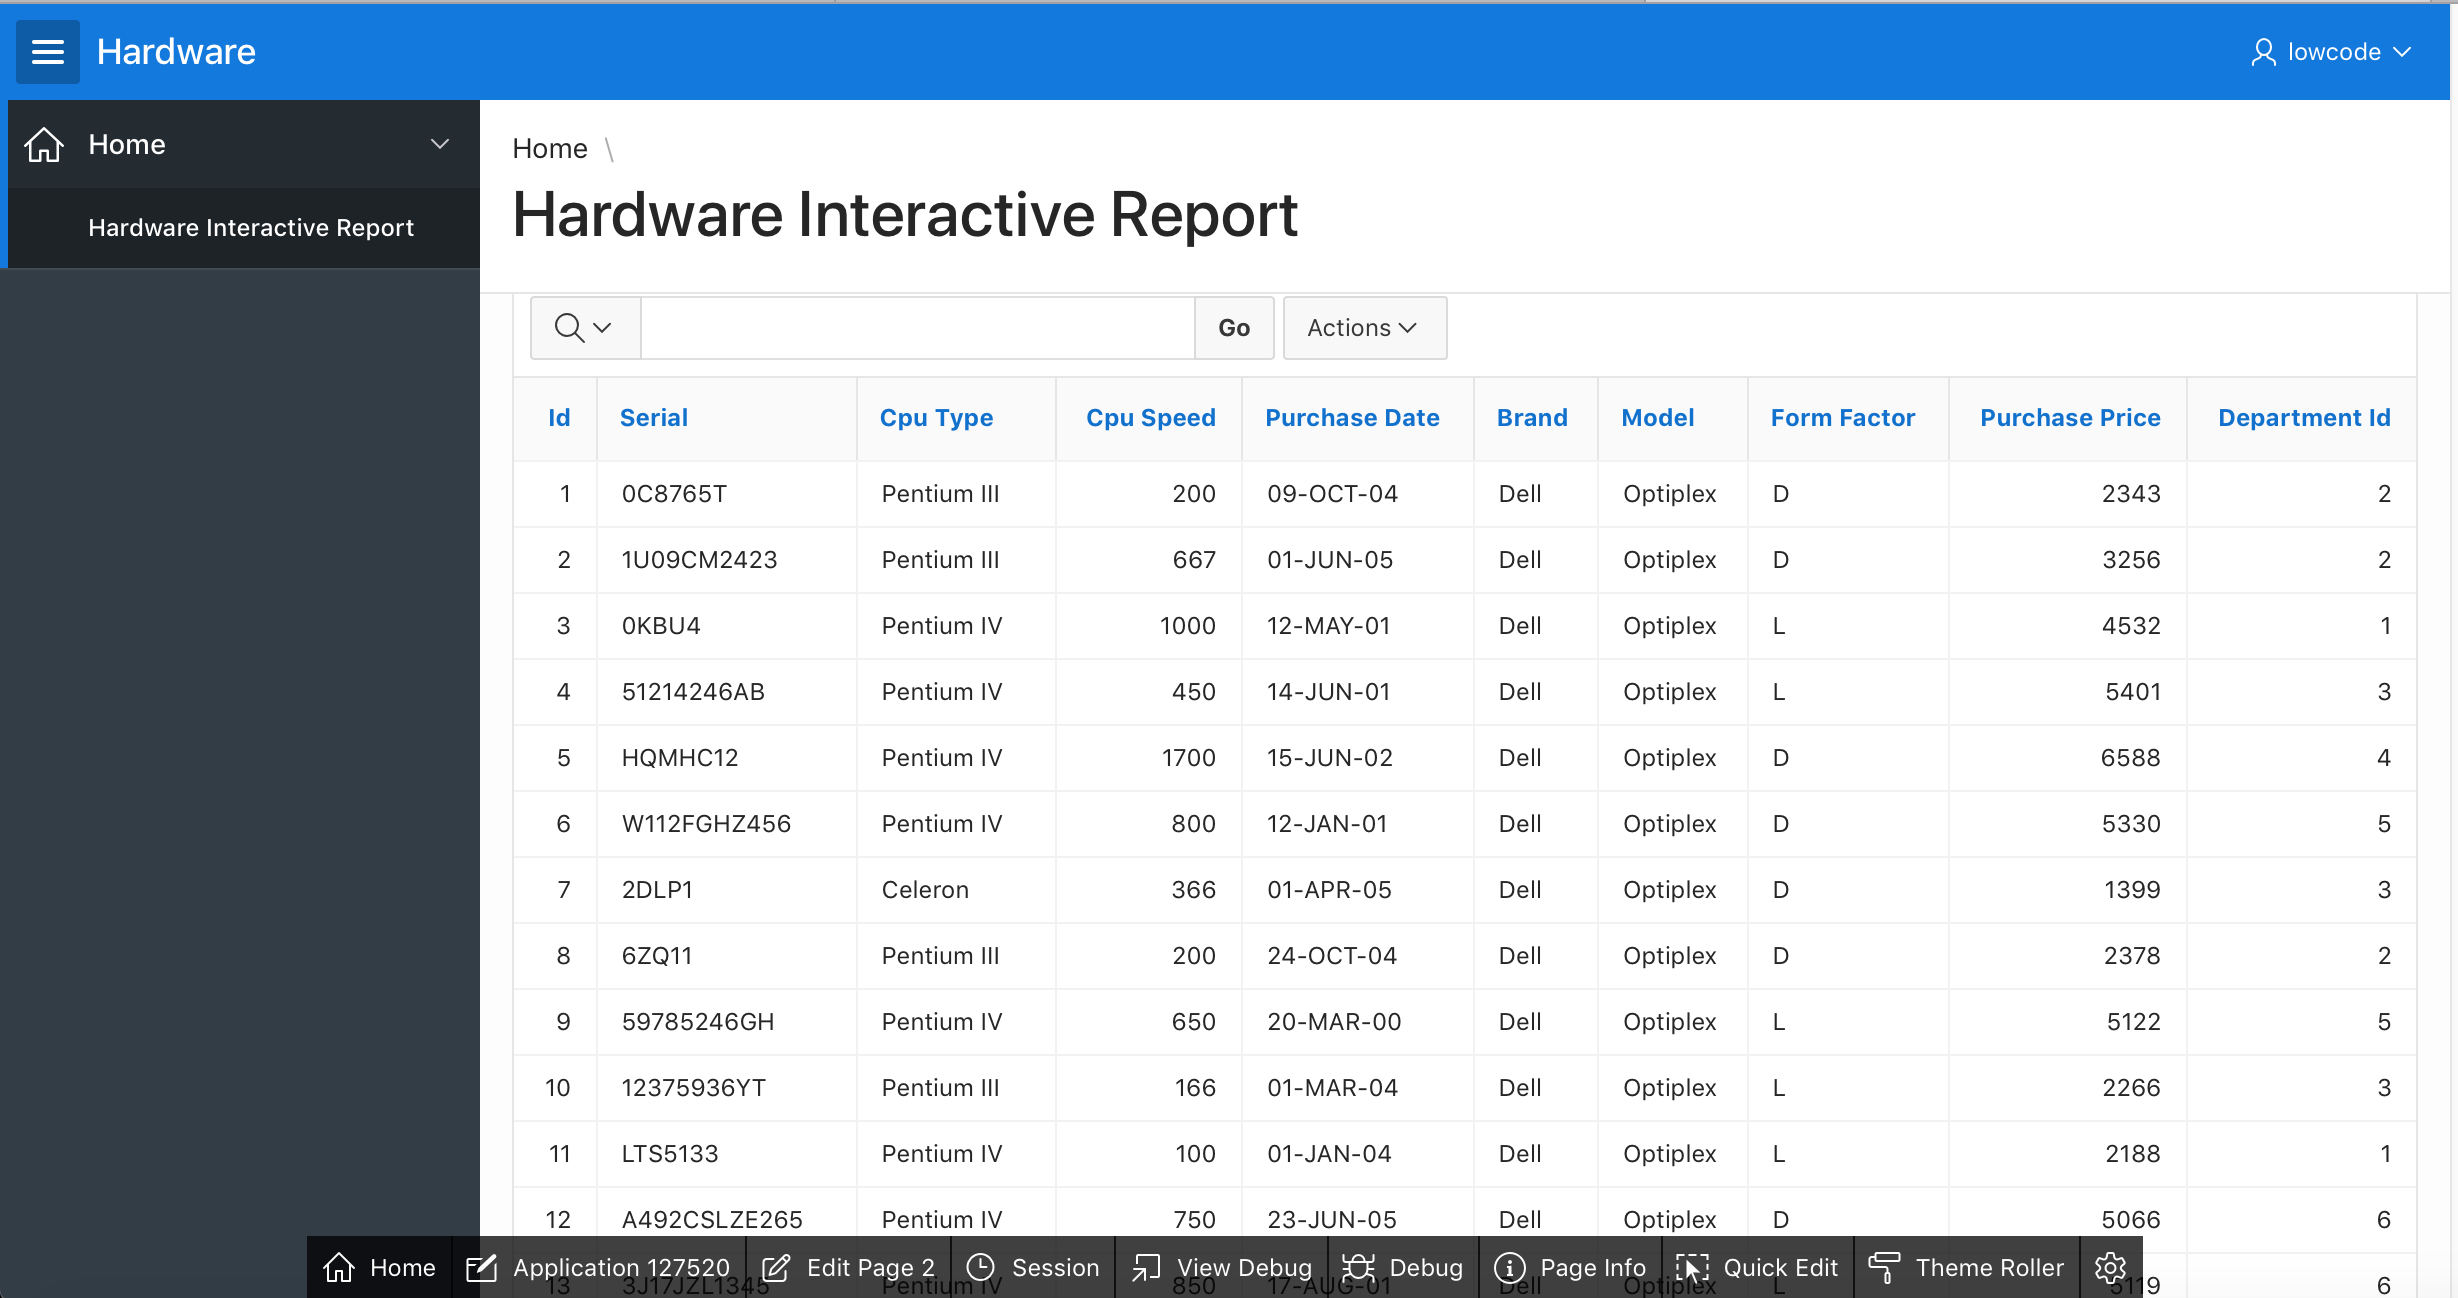 Hardware
lowcode
Home
Hardware Interactive Report
Home \
Hardware Interactive Report
Go Actions
Id Serial Cpu Type Cpu Speed Purchase Date Brand Model Form Factor Purchase Price Department Id
1 0C8765T Pentium III 200 09-OCT-04 Dell Optiplex D 2343 2
2 1U09CM2423 Pentium III 667 01-JUN-05 Dell Optiplex D 3256 2
3 0KBU4 Pentium IV 1000 12-MAY-01 Dell Optiplex L 4532 1
4 51214246AB Pentium IV 450 14-JUN-01 Dell Optiplex L 5401 3
5 HQMHC12 Pentium IV 1700 15-JUN-02 Dell Optiplex D 6588 4
6 W112FGHZ456 Pentium IV 800 12-JAN-01 Dell Optiplex D 5330 5
7 2DLP1 Celeron 366 01-APR-05 Dell Optiplex D 1399 3
8 6ZQ11 Pentium III 200 24-OCT-04 Dell Optiplex D 2378 2
9 59785246GH Pentium IV 650 20-MAR-00 Dell Optiplex L 5122 5
10 12375936YT Pentium III 166 01-MAR-04 Dell Optiplex L 2266 3
11 LTS5133 Pentium IV 100 01-JAN-04 Dell Optiplex L 2188 1
12 A492CSLZE265 Pentium IV 750 23-JUN-05 Dell Optiplex D 5066 6
Home Application 127520 Edit Page 2 Session View Debug Debug Page Info Quick Edit Theme Roller
13 3J17JZL1345 Pentium IV 850 17-AUG-01 Dell Optiplex L 5119 6